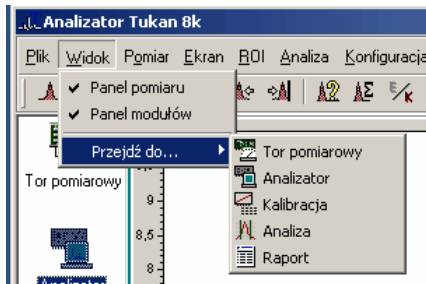 Analizator Tukan 8k
Plik Widok Pomiar Ekran ROI Analiza Konfiguracja
Panel pomiaru
Panel modułów
Przejdź do...
Tor pomiarowy
Analizator
Kalibracja
Analiza
Raport
Tor pomiarowy
9
8,5
8
Analizator